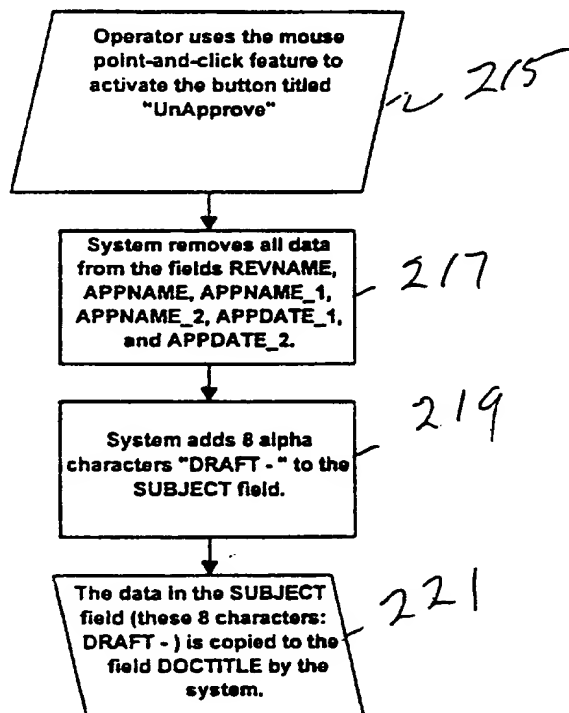 Operator uses the mouse
point-and-click feature to
activate the button titled
"UnApprove"
215
System removes all data
from the fields REVNAME,
APPNAME, APPNAME_1,
APPNAME_2, APPDATE_1,
and APPDATE_2.
217
System adds 8 alpha
characters "DRAFT - " to the
SUBJECT field.
219
The data in the SUBJECT
field (these 8 characters:
DRAFT - ) is copied to the
field DOCTITLE by the
system.
221